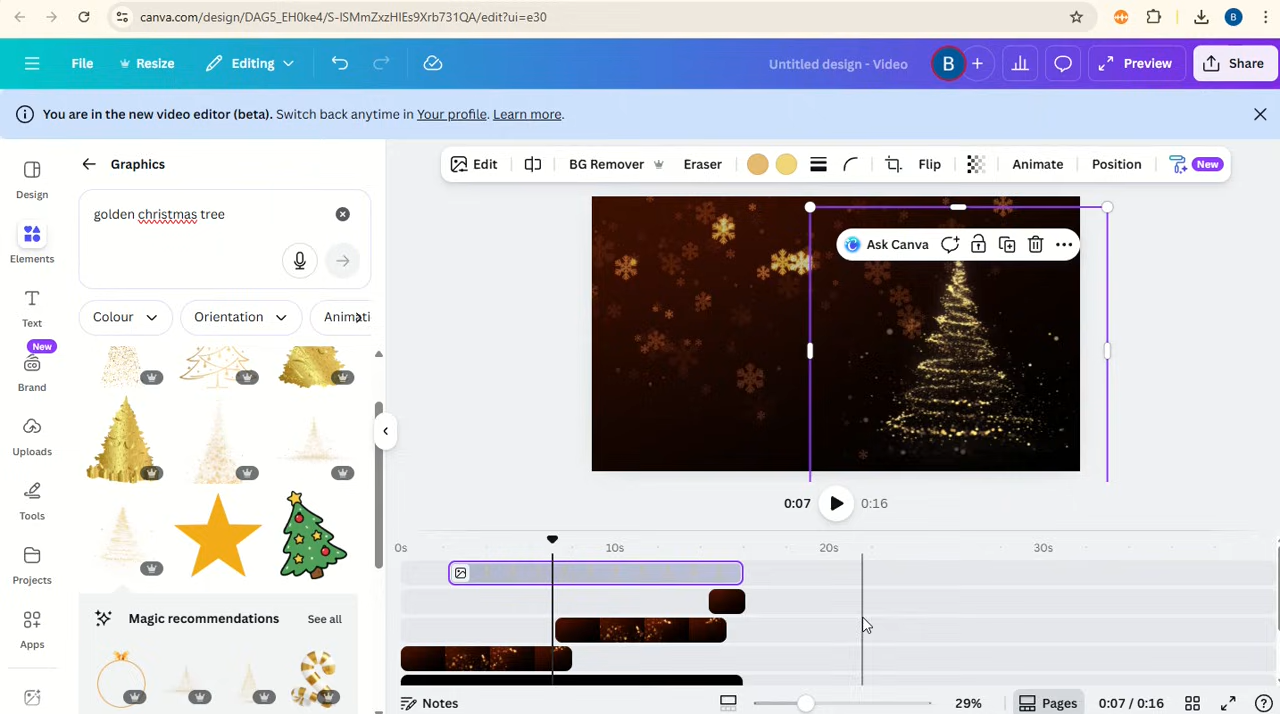 canva.com/design/DAG5_EH0ke4/S-ISMmZxzHIEs9Xrb731QA/edit?ui=e30
B
File
Resize
Editing
Untitled design - Video
B
+
Preview
Share
You are in the new video editor (beta). Switch back anytime in Your profile. Learn more.
Design
Elements
Text
New
Brand
Uploads
Tools
Projects
Apps
Graphics
golden christmas tree
Colour
Orientation
Animati
Magic recommendations
See all
Edit
BG Remover
Eraser
Flip
Animate
Position
New
Ask Canva
0:07
0:16
0s
10s
20s
30s
Notes
29%
Pages
0:07 / 0:16